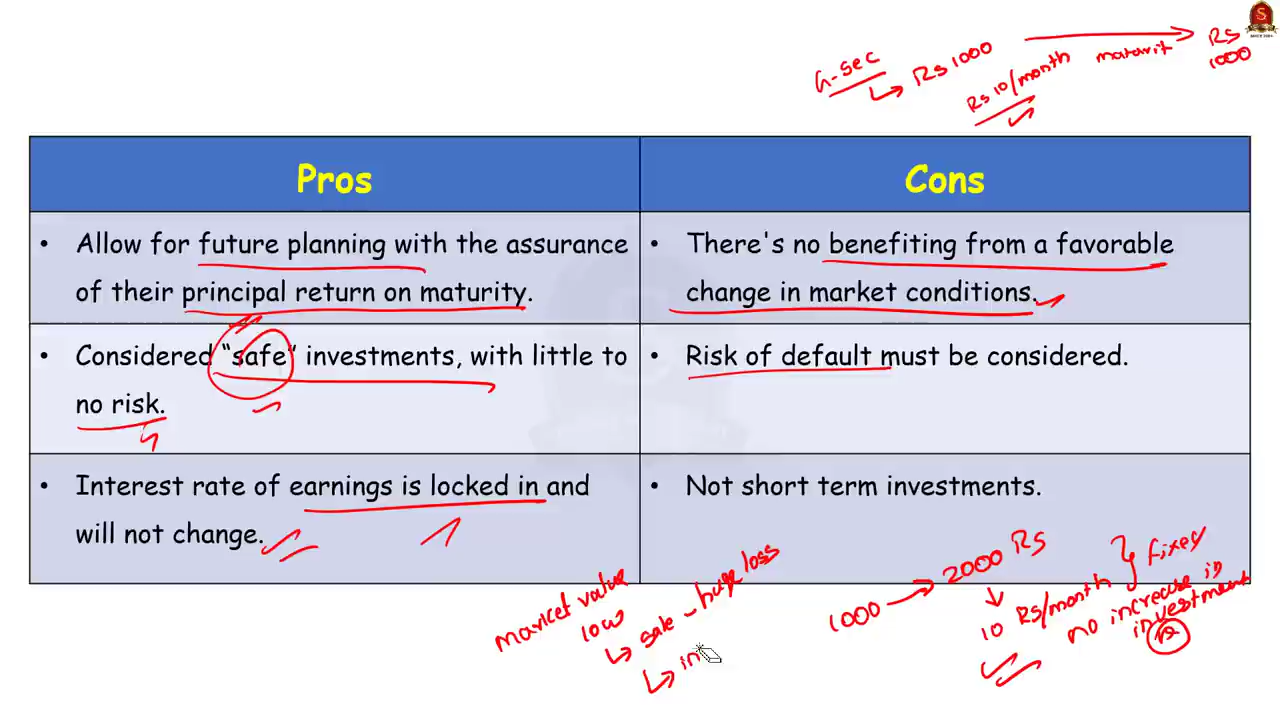 S
G-sec
Rs 1000
Rs 10/month
maturit
Rs
1000
Pros
Cons
• Allow for future planning with the assurance
of their principal return on maturity.
• There's no benefiting from a favorable
change in market conditions.
• Considered “safe” investments, with little to
no risk.
• Risk of default must be considered.
• Interest rate of earnings is locked in and
will not change.
• Not short term investments.
market value
low
sale - huge loss
in
1000
2000 Rs
10 Rs/month
fixed
no increase in
investment